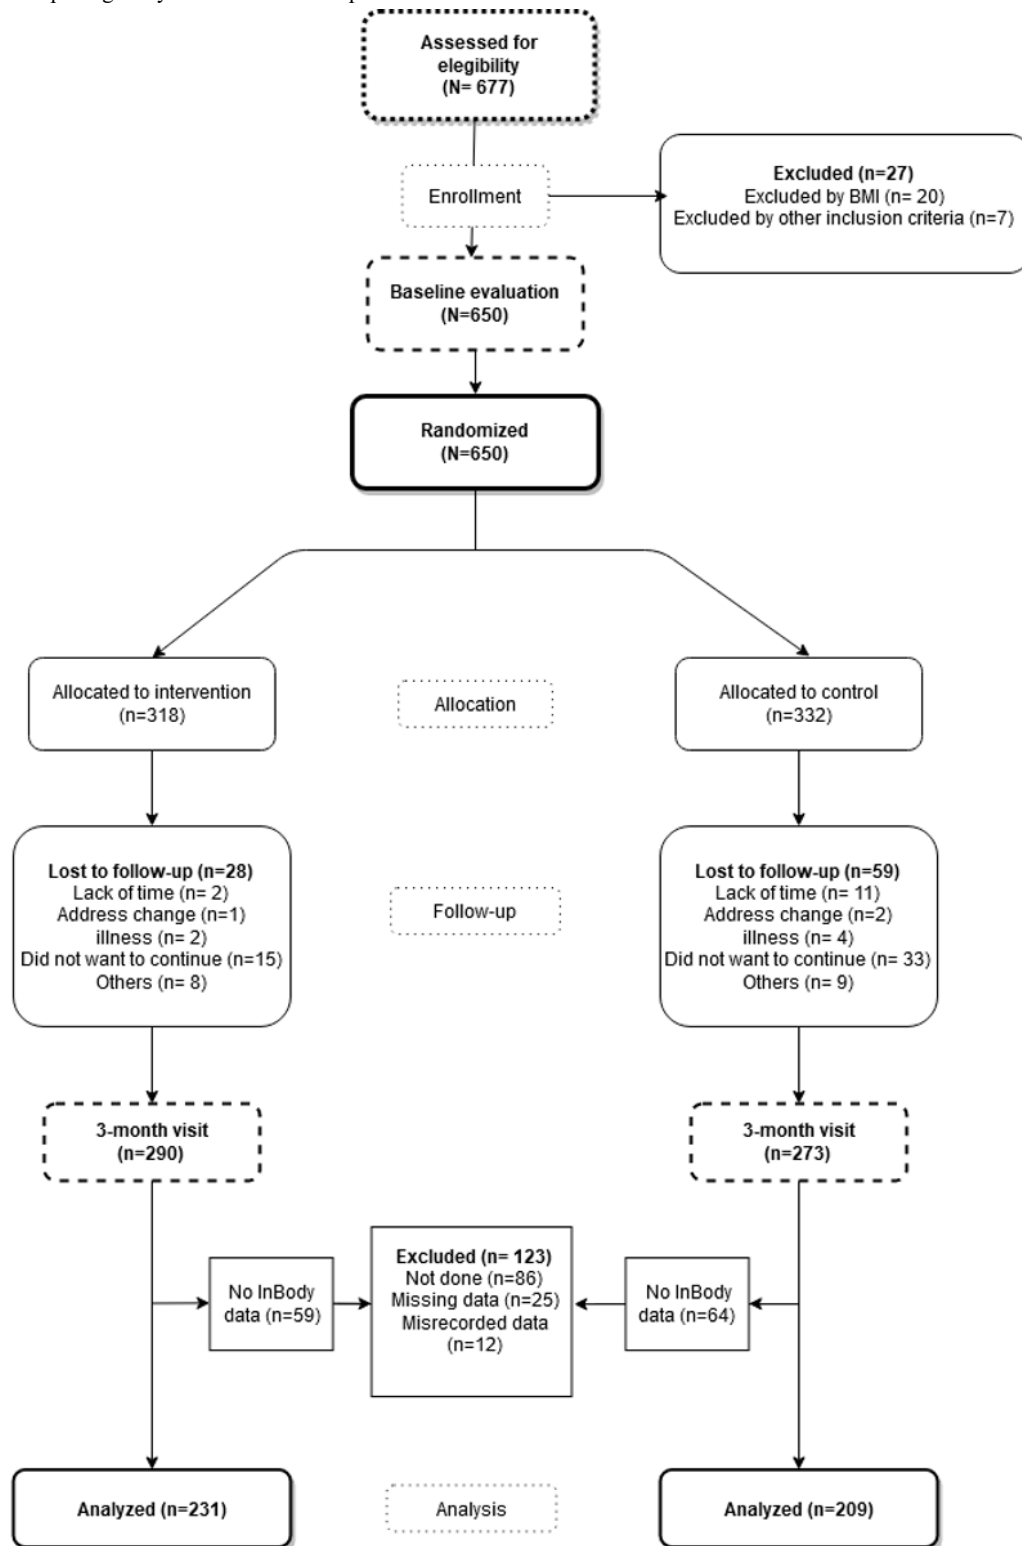 Assessed for
elegibility
(N= 677)
Enrollment
Excluded (n=27)
Excluded by BMI (n= 20)
Excluded by other inclusion criteria (n=7)
Baseline evaluation
(N=650)
Randomized
(N=650)
Allocated to intervention
(n=318)
Allocation
Allocated to control
(n=332)
Lost to follow-up (n=28)
Lack of time (n= 2)
Address change (n=1)
illness (n= 2)
Did not want to continue (n=15)
Others (n= 8)
Follow-up
Lost to follow-up (n=59)
Lack of time (n= 11)
Address change (n=2)
illness (n= 4)
Did not want to continue (n= 33)
Others (n= 9)
3-month visit
(n=290)
3-month visit
(n=273)
No InBody
data (n=59)
Excluded (n= 123)
Not done (n=86)
Missing data (n=25)
Misrecorded data
(n=12)
No InBody
data (n=64)
Analyzed (n=231)
Analysis
Analyzed (n=209)